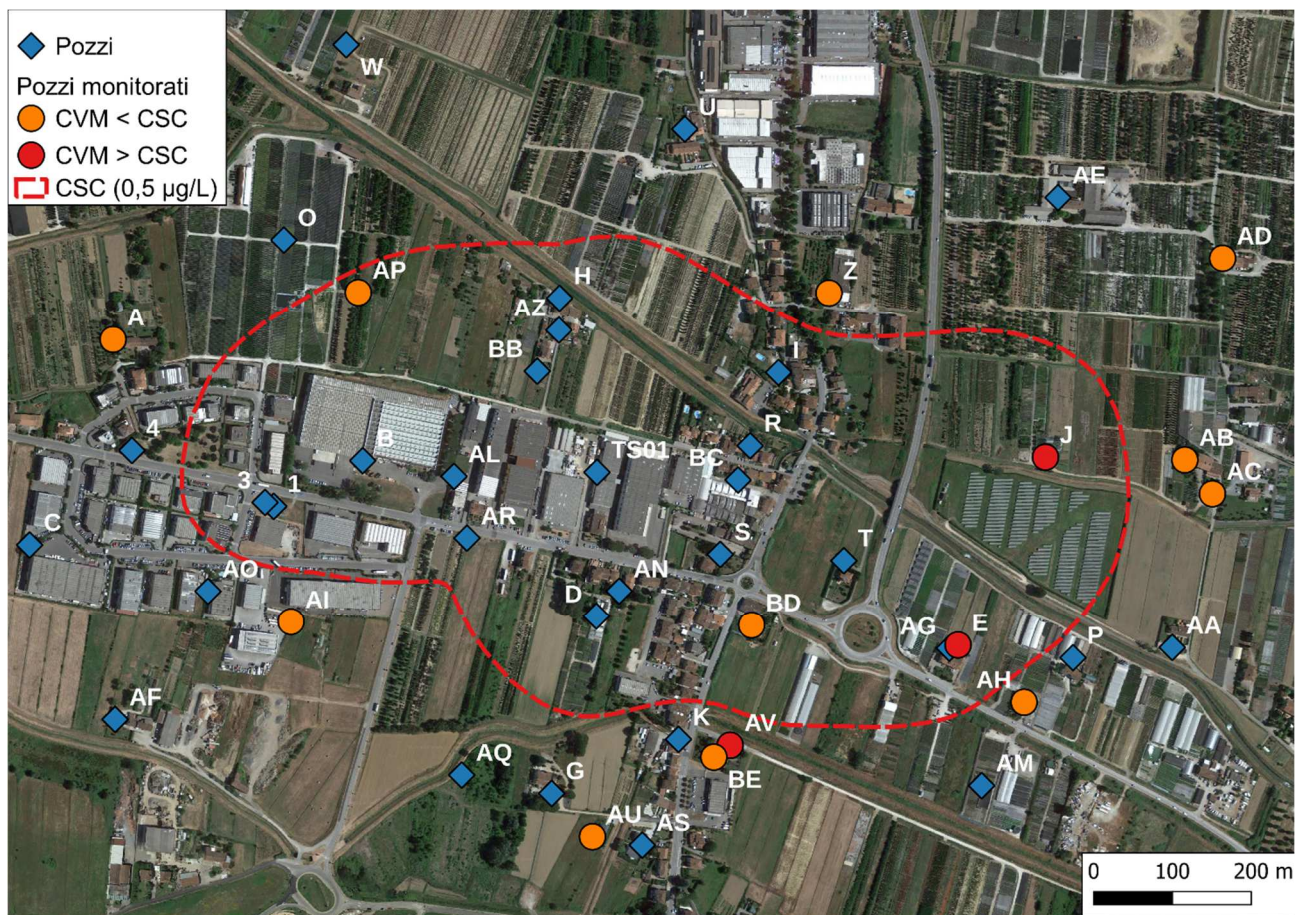 Pozzi
Pozzi monitorati
CVM < CSC
CVM > CSC
CSC (0,5 µg/L)
W
U
AE
O
AD
AP
H
Z
A
AZ
BB
I
4
B
AL
TS01
R
BC
J
AB
AC
3
1
AR
C
S
T
AO
AN
D
AI
BD
AG
E
P
AA
AH
AF
K
AV
BE
AQ
G
AM
AU
AS
0 100 200 m